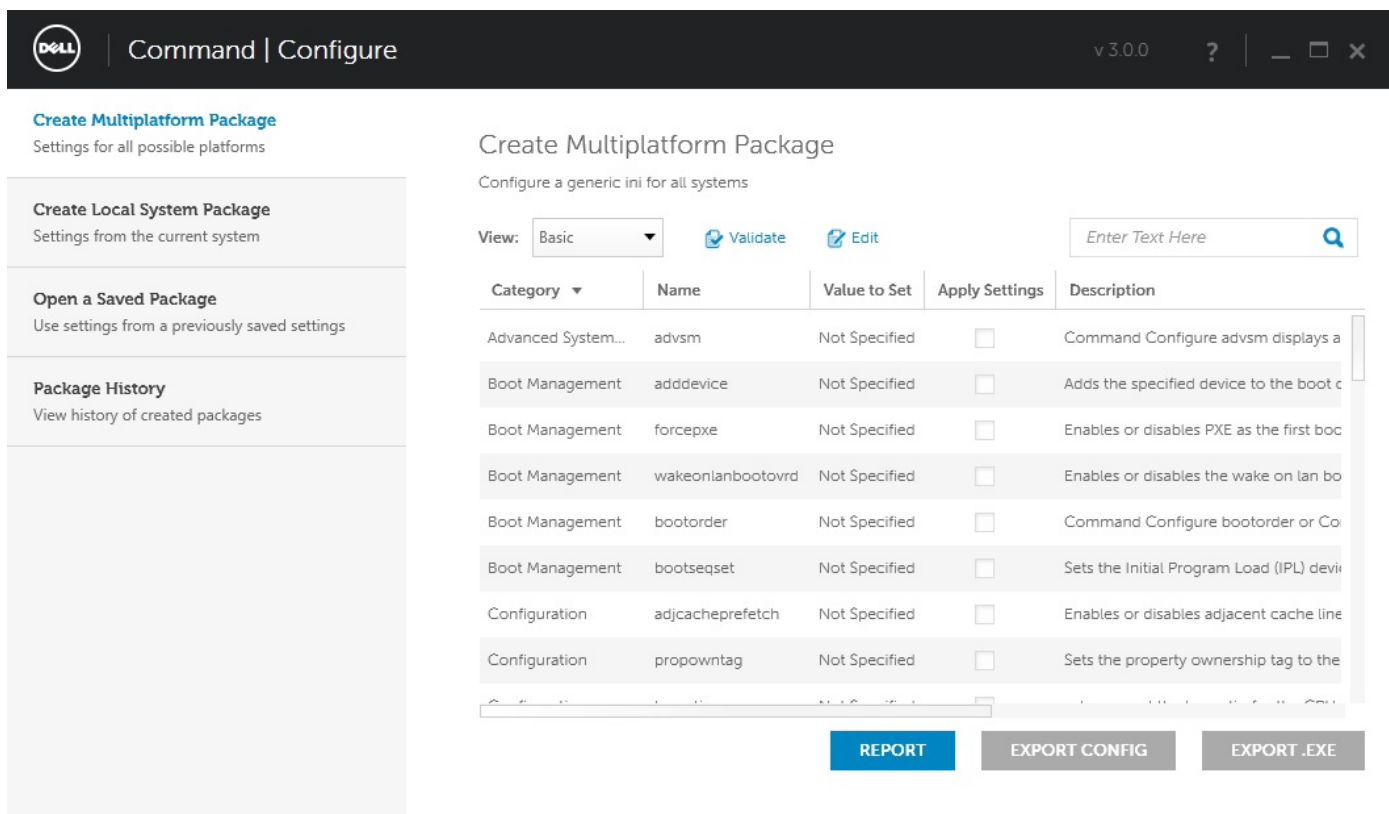 DELL
Command | Configure
v 3.0.0
?
Create Multiplatform Package
Settings for all possible platforms
Create Local System Package
Settings from the current system
Open a Saved Package
Use settings from a previously saved settings
Package History
View history of created packages
Create Multiplatform Package
Configure a generic ini for all systems
View: Basic Validate Edit Enter Text Here
Category Name Value to Set Apply Settings Description
Advanced System... advsm Not Specified Command Configure advsm displays a
Boot Management adddevice Not Specified Adds the specified device to the boot
Boot Management forcepxe Not Specified Enables or disables PXE as the first boo
Boot Management wakeonlanbootovrd Not Specified Enables or disables the wake on lan bo
Boot Management bootorder Not Specified Command Configure bootorder or Co
Boot Management bootseqset Not Specified Sets the Initial Program Load (IPL) devi
Configuration adjcacheprefetch Not Specified Enables or disables adjacent cache line
Configuration propowntag Not Specified Sets the property ownership tag to the
REPORT EXPORT CONFIG EXPORT .EXE